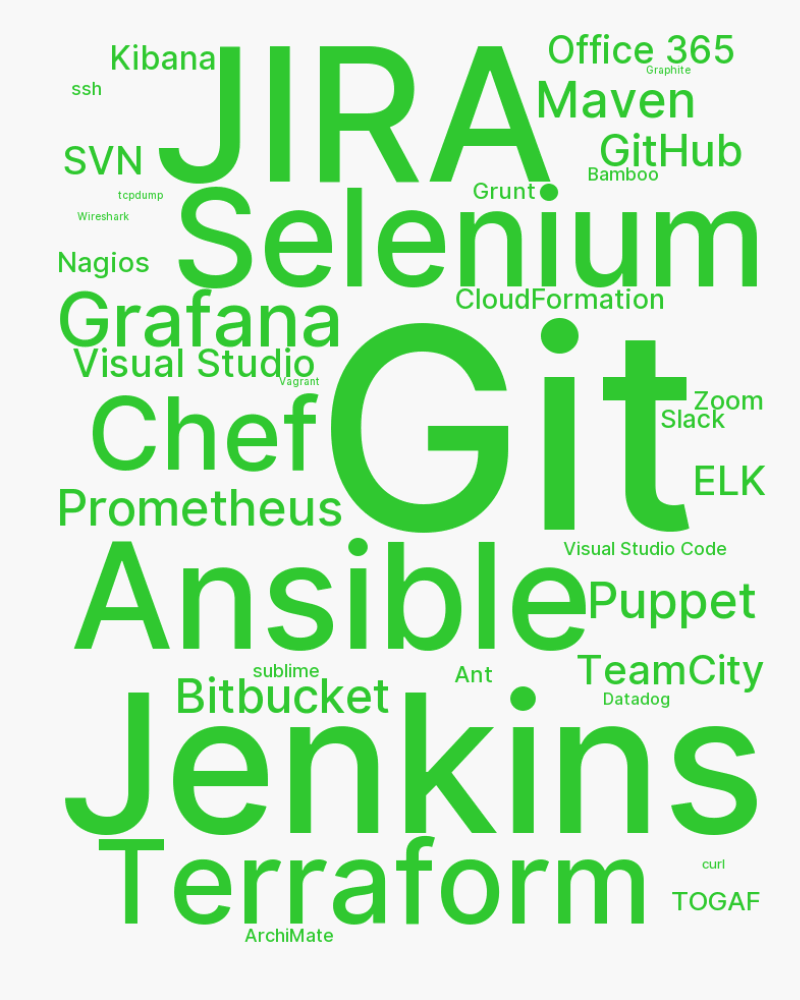 Office 365
Kibana
JIRA
Graphite
ssh
Maven
GitHub
SVN
Bamboo
Grunt
tcpdump
Wireshark
Selenium
Nagios
CloudFormation
Grafana
Visual Studio
Vagrant
Git
Zoom
Slack
Chef
ELK
Prometheus
Visual Studio Code
Ansible
Puppet
sublime
Ant
TeamCity
Bitbucket
Datadog
Jenkins
Terraform
curl
TOGAF
ArchiMate